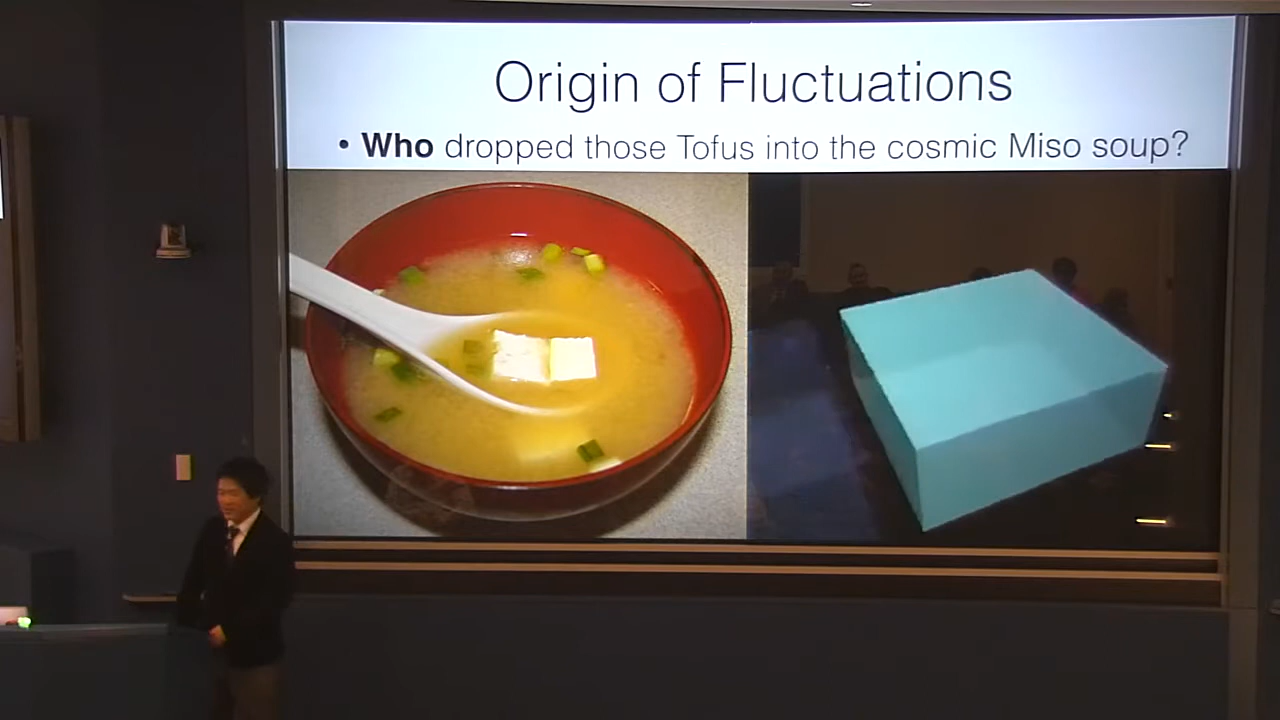 Origin of Fluctuations
• Who dropped those Tofus into the cosmic Miso soup?